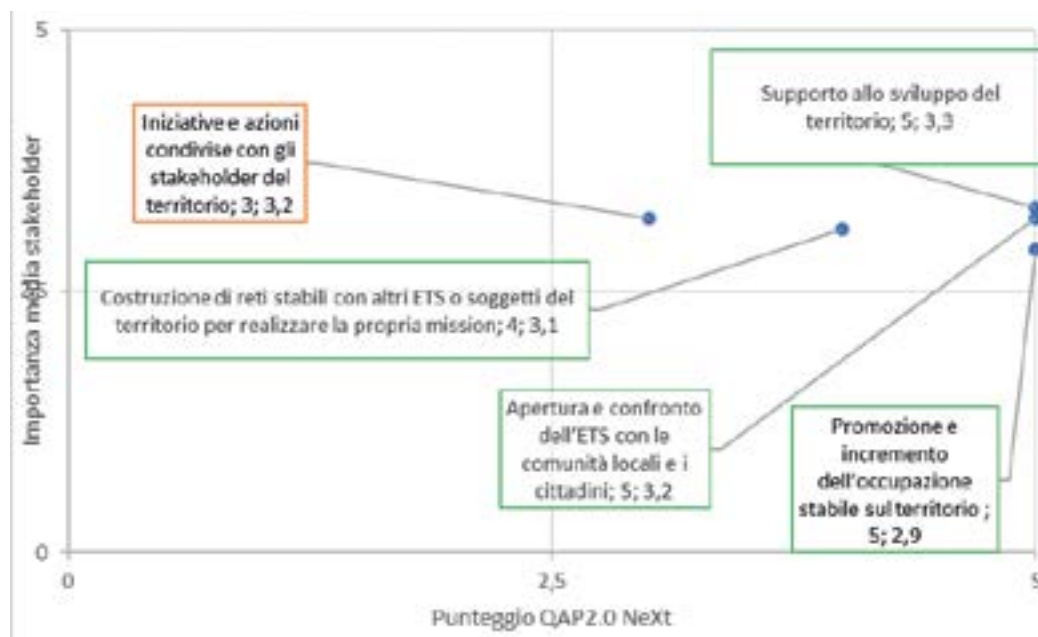 5
Supporto allo sviluppo del
territorio; 5; 3,3
Iniziative e azioni
condivise con gli
stakeholder del
territorio; 3; 3,2
Importanza media stakeholder
Costruzione di reti stabili con altri ETS o soggetti del
territorio per realizzare la propria mission; 4; 3,1
Apertura e confronto
dell'ETS con le
comunità locali e i
cittadini; 5; 3,2
Promozione e
incremento
dell'occupazione
stabile sul territorio ;
5; 2,9
0
0
2,5
5
Punteggio QAP2.0 NeXt